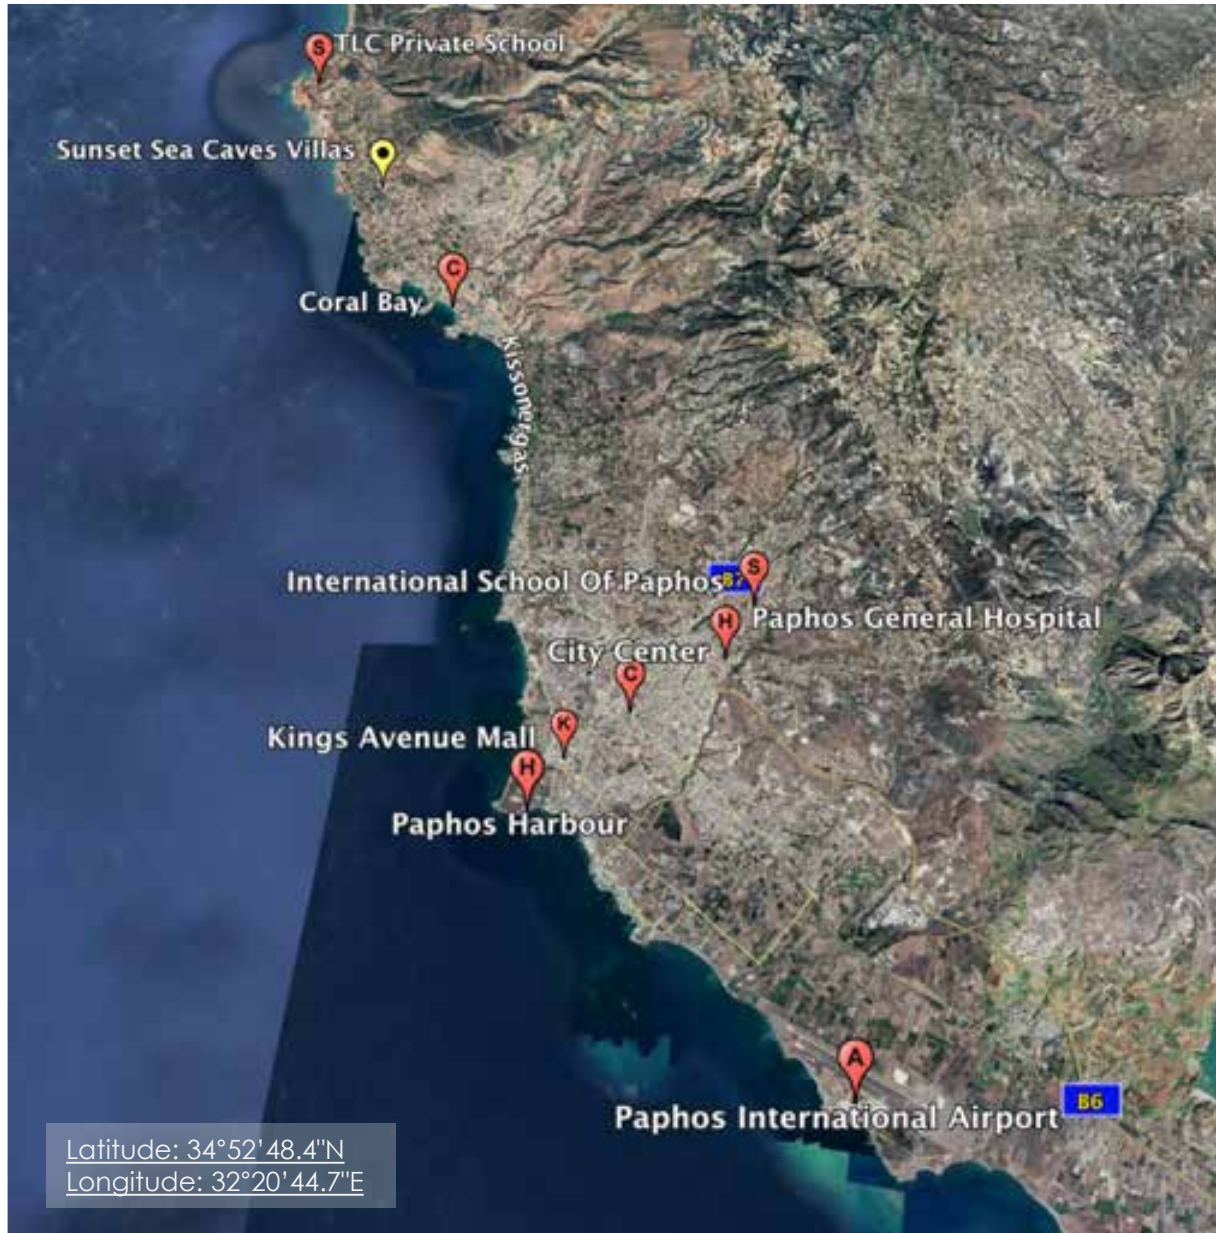 S
TLC Private School
Sunset Sea Caves Villas
C
Coral Bay
Kissonergas
S
International School Of Paphos
B7
Paphos General Hospital
H
City Center
C
K
Kings Avenue Mall
H
Paphos Harbour
A
B6
Paphos International Airport
Latitude: 34°52’48.4"N
Longitude: 32°20’44.7"E